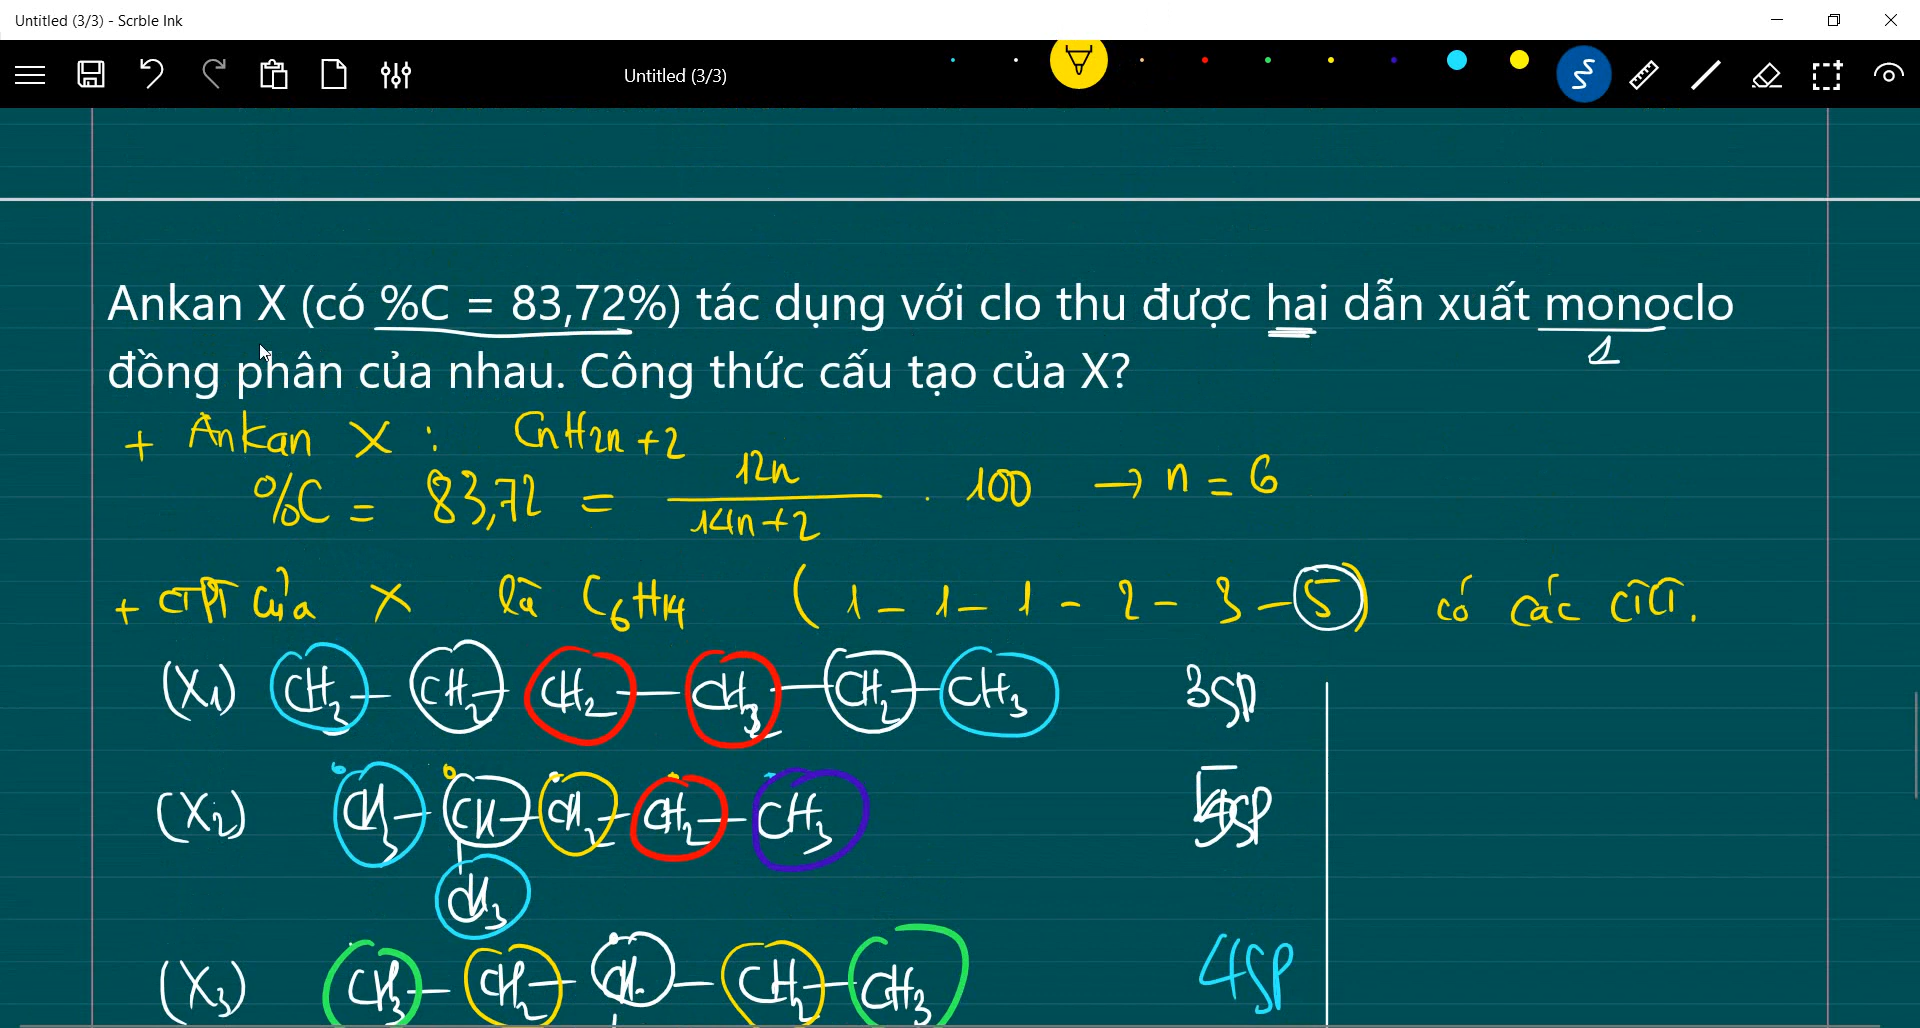 Untitled (3/3) - Scrble Ink
Untitled (3/3)
Ankan X (có %C = 83,72%) tác dụng với clo thu được hai dẫn xuất monoclo
1
đồng phân của nhau. Công thức cấu tạo của X?
+ Ankan X : CnH2n+2
%C = 83,72 = 12n / 14n+2 . 100 → n = 6
+ CTPT của X là C6H14 (1 - 1 - 1 - 2 - 3 - 5) có các CTCT.
(X1) CH3 - CH2 - CH2 - CH2 - CH2 - CH3 3SP
(X2) CH3 - CH - CH2 - CH2 - CH3 5SP
CH3
(X3) CH3 - CH2 - CH - CH2 - CH3 4SP